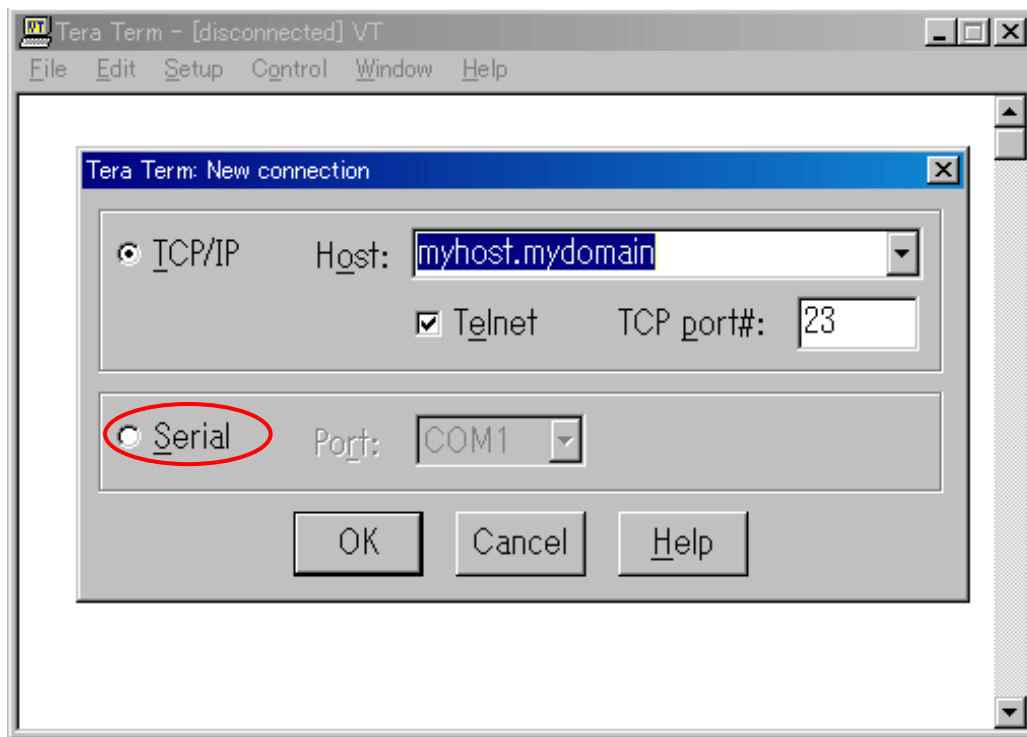 VT Tera Term - [disconnected] VT
File Edit Setup Control Window Help
Tera Term: New connection
TCP/IP Host: myhost.mydomain
Telnet TCP port#: 23
Serial Port: COM1
OK Cancel Help